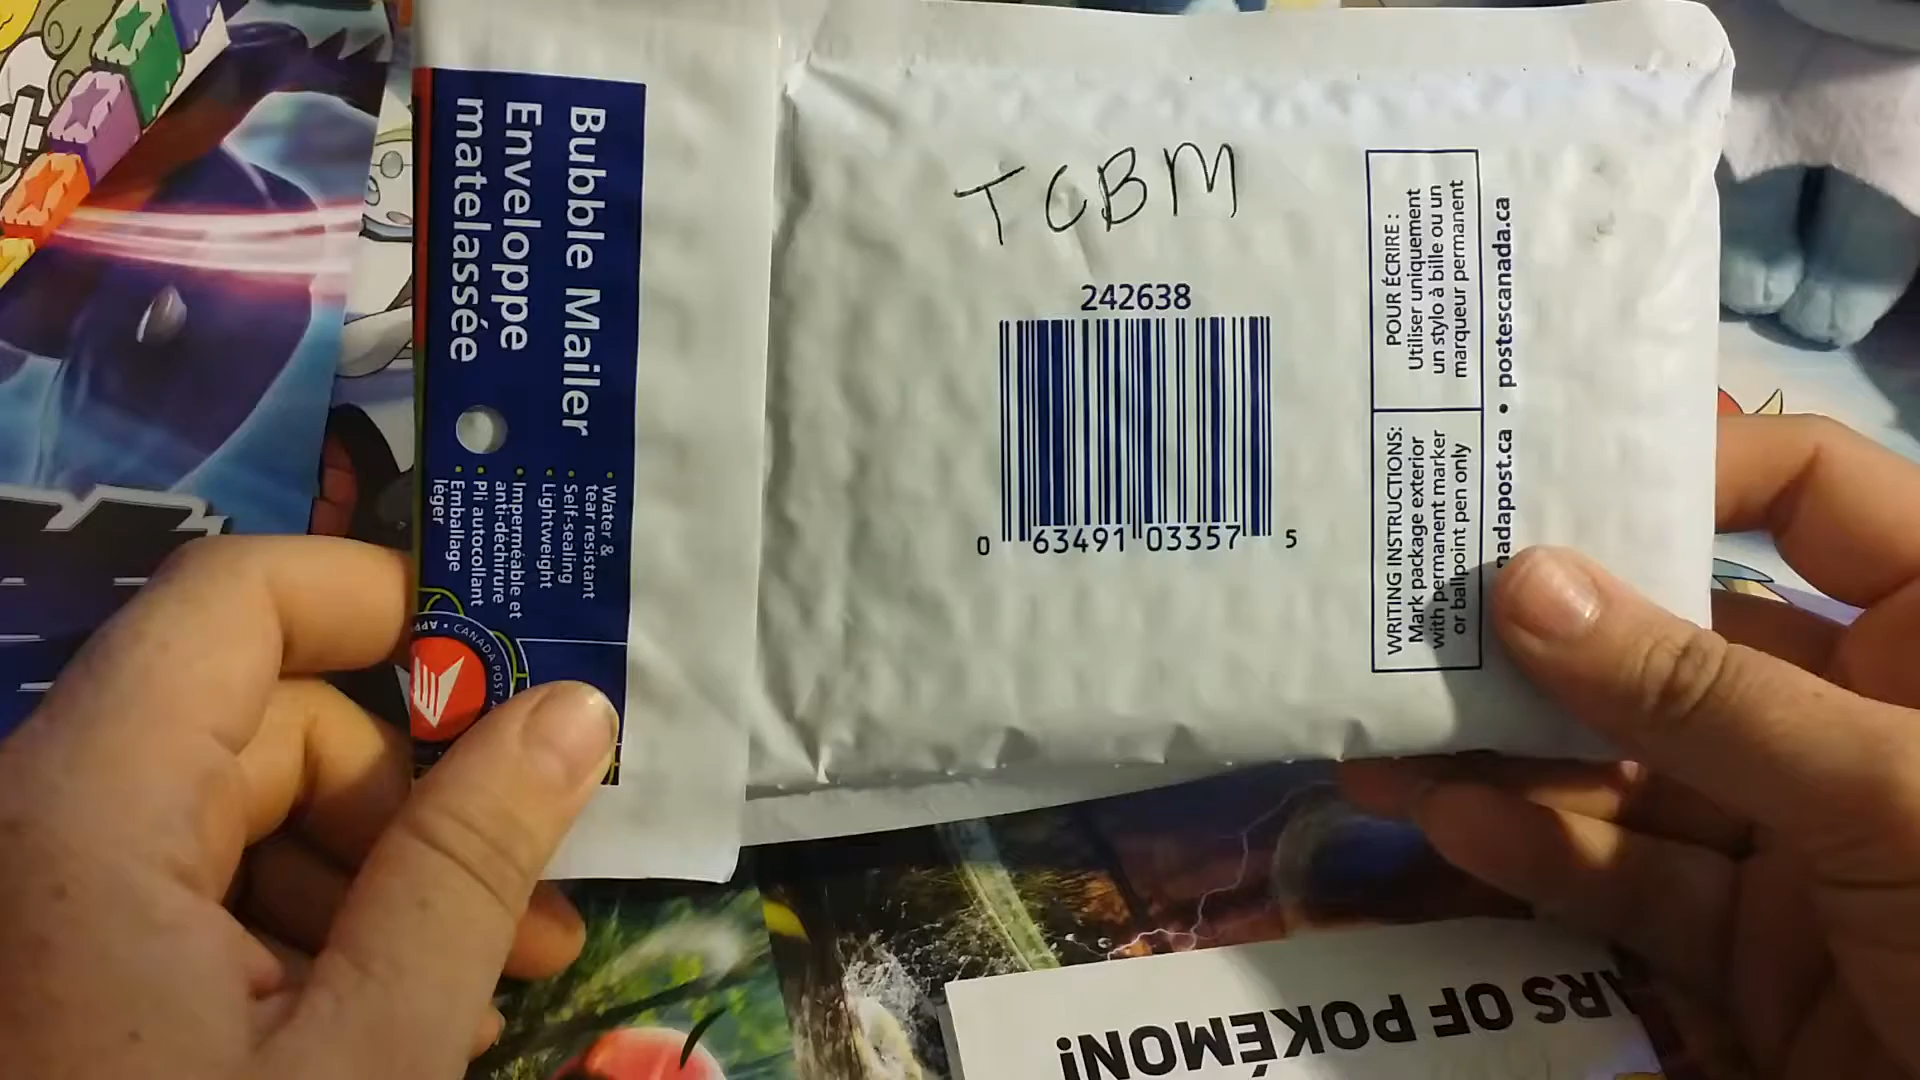 Bubble Mailer
Enveloppe
matelassée
• Water &
tear resistant
• Self-sealing
• Lightweight
• Imperméable et
anti-déchirure
• Pli autocollant
• Emballage
léger
CANADA POST
TCBM
242638
0 63491 03357 5
POUR ÉCRIRE :
Utiliser uniquement
un stylo à bille ou un
marqueur permanent
WRITING INSTRUCTIONS:
Mark package exterior
with permanent marker
or ballpoint pen only
nadapost.ca • postescanada.ca
ARS OF POKÉMON!